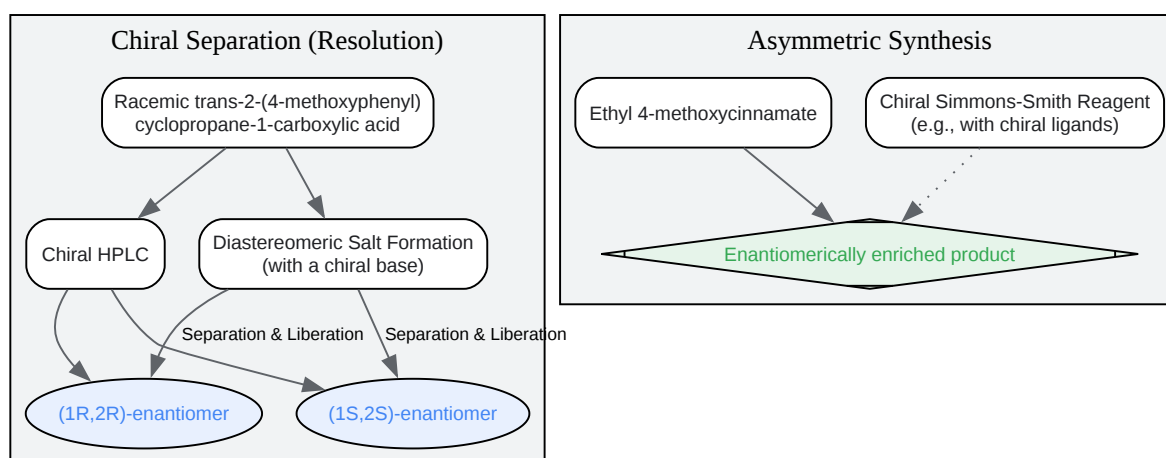 Chiral Separation (Resolution)
Racemic trans-2-(4-methoxyphenyl)
cyclopropane-1-carboxylic acid
Chiral HPLC
Diastereomeric Salt Formation
(with a chiral base)
Separation & Liberation
Separation & Liberation
(1R,2R)-enantiomer
(1S,2S)-enantiomer
Asymmetric Synthesis
Ethyl 4-methoxycinnamate
Chiral Simmons-Smith Reagent
(e.g., with chiral ligands)
Enantiomerically enriched product